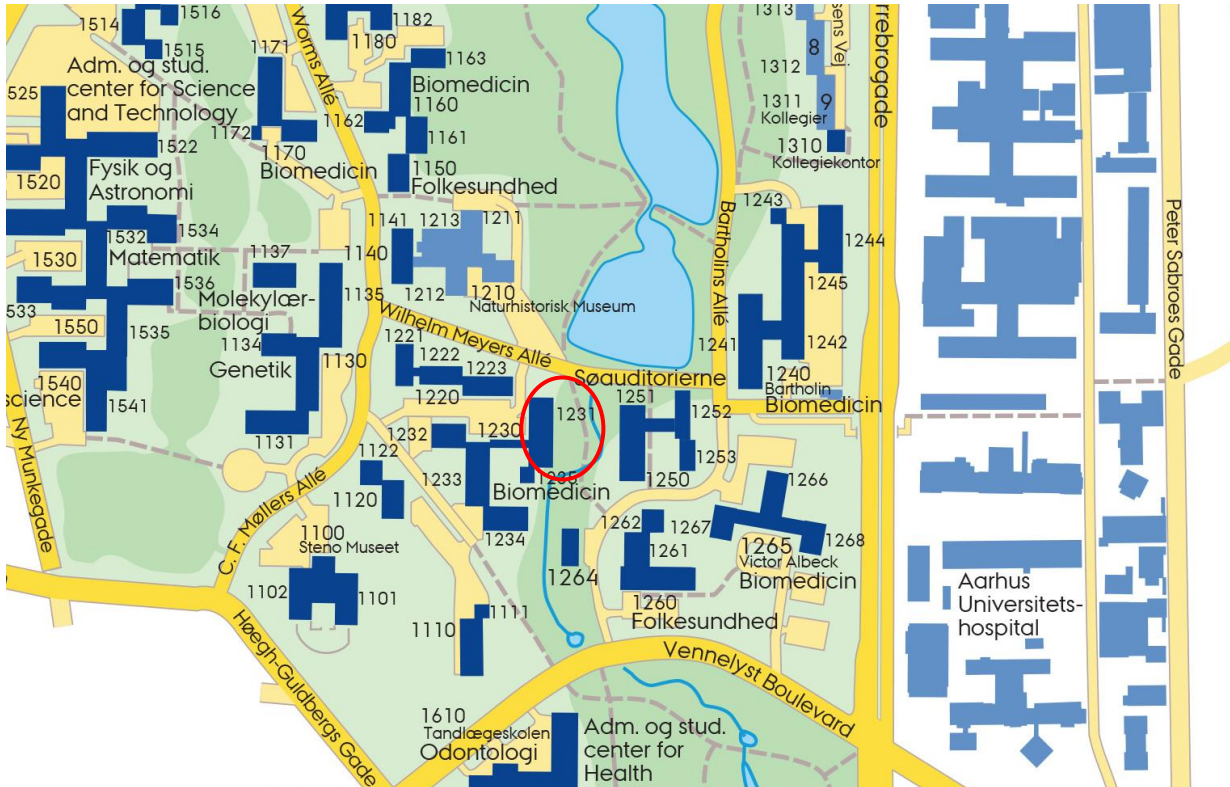 1514
1516
1515
Adm. og stud.
center for Science
and Technology
1525
1522
1520
Fysik og
Astronomi
1171
1172
1170
Biomedicin
Worms Allé
1182
1180
1163
Biomedicin
1160
1162
1161
1150
Folkesundhed
1313
8
1312
1311
Kollegier
9
1310
Kollegiekontor
sens Vej
rrebrogade
1532
1534
1530
Matematik
1536
1533
1550
1535
1540
science
1541
Ny Munkegade
1137
Molekylær-
biologi
1134
Genetik
1135
1130
1131
1140
1141
1213
1211
1212
1210
Naturhistorisk Museum
Wilhelm Meyers Allé
1221
1222
1223
1220
Søauditorierne
Bartholins Allé
1243
1244
1245
1241
1242
1240
Bartholin
Biomedicin
Peter Sabroes Gade
1231
1230
1232
1233
1235
Biomedicin
1234
1251
1252
1253
1250
1122
1120
C. F. Møllers Allé
1100
Steno Museet
1102
1101
1111
1110
1264
1262
1267
1261
1266
1265
1268
Victor Albeck
Biomedicin
1260
Folkesundhed
Aarhus
Universitets-
hospital
Høegh-Guldbergs Gade
Vennelyst Boulevard
1610
Tandlægeskolen
Odontologi
Adm. og stud.
center for
Health